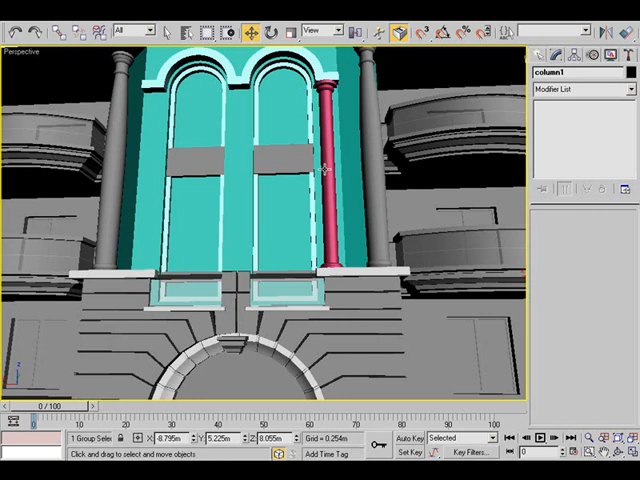 All
View
Perspective
column1
Modifier List
0 / 100
0 10 20 30 40 50 60 70 80 90 100
1 Group Selec X: -8.795m Y: 5.225m Z: 8.055m Grid = 0.254m Auto Key Selected
Click and drag to select and move objects Add Time Tag Set Key Key Filters... 0